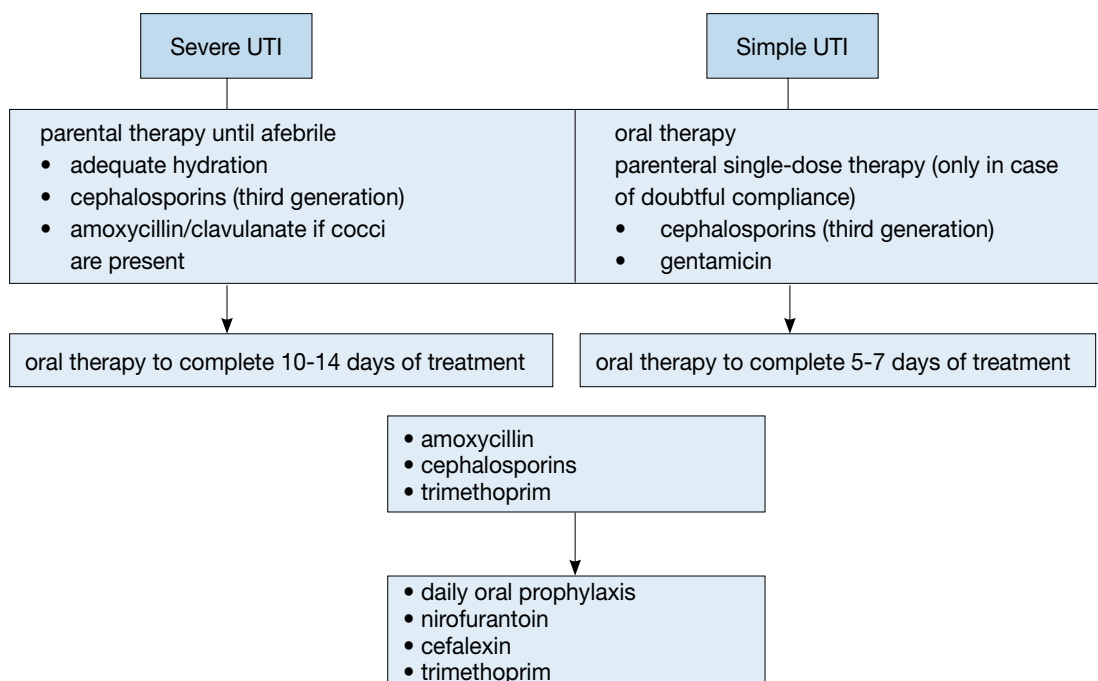 Severe UTI
Simple UTI
parental therapy until afebrile
• adequate hydration
• cephalosporins (third generation)
• amoxycillin/clavulanate if cocci
are present
oral therapy
parenteral single-dose therapy (only in case
of doubtful compliance)
• cephalosporins (third generation)
• gentamicin
oral therapy to complete 10-14 days of treatment
oral therapy to complete 5-7 days of treatment
• amoxycillin
• cephalosporins
• trimethoprim
• daily oral prophylaxis
• nirofurantoin
• cefalexin
• trimethoprim